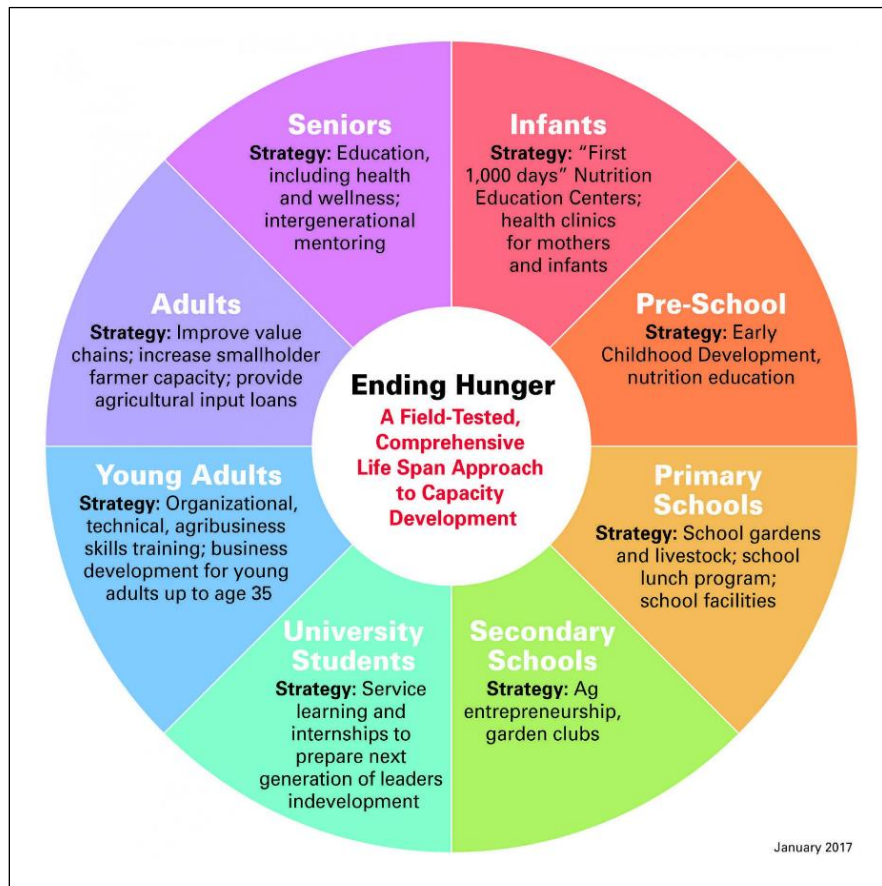 Seniors
Strategy: Education,
including health
and wellness;
intergenerational
mentoring
Infants
Strategy: “First
1,000 days” Nutrition
Education Centers;
health clinics
for mothers
and infants
Adults
Strategy: Improve value
chains; increase smallholder
farmer capacity; provide
agricultural input loans
Pre-School
Strategy: Early
Childhood Development,
nutrition education
Ending Hunger
A Field-Tested,
Comprehensive
Life Span Approach
to Capacity
Development
Young Adults
Strategy: Organizational,
technical, agribusiness
skills training; business
development for young
adults up to age 35
Primary
Schools
Strategy: School gardens
and livestock; school
lunch program;
school facilities
University
Students
Strategy: Service
learning and
internships to
prepare next
generation of leaders
indevelopment
Secondary
Schools
Strategy: Ag
entrepreneurship,
garden clubs
January 2017